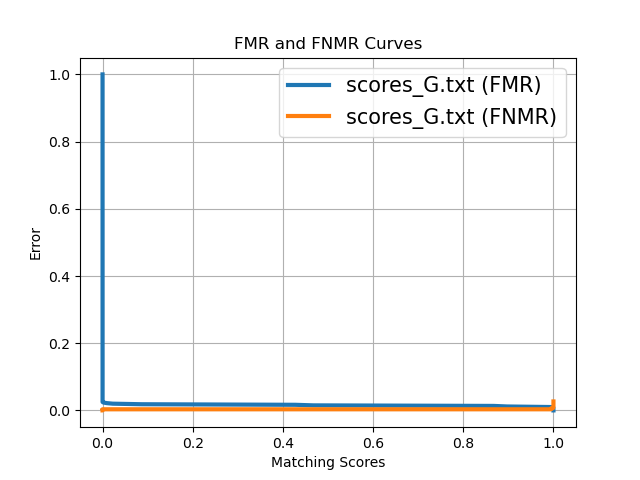 FMR and FNMR Curves
scores_G.txt (FMR)
scores_G.txt (FNMR)
Error
1.0
0.8
0.6
0.4
0.2
0.0
0.0 0.2 0.4 0.6 0.8 1.0
Matching Scores